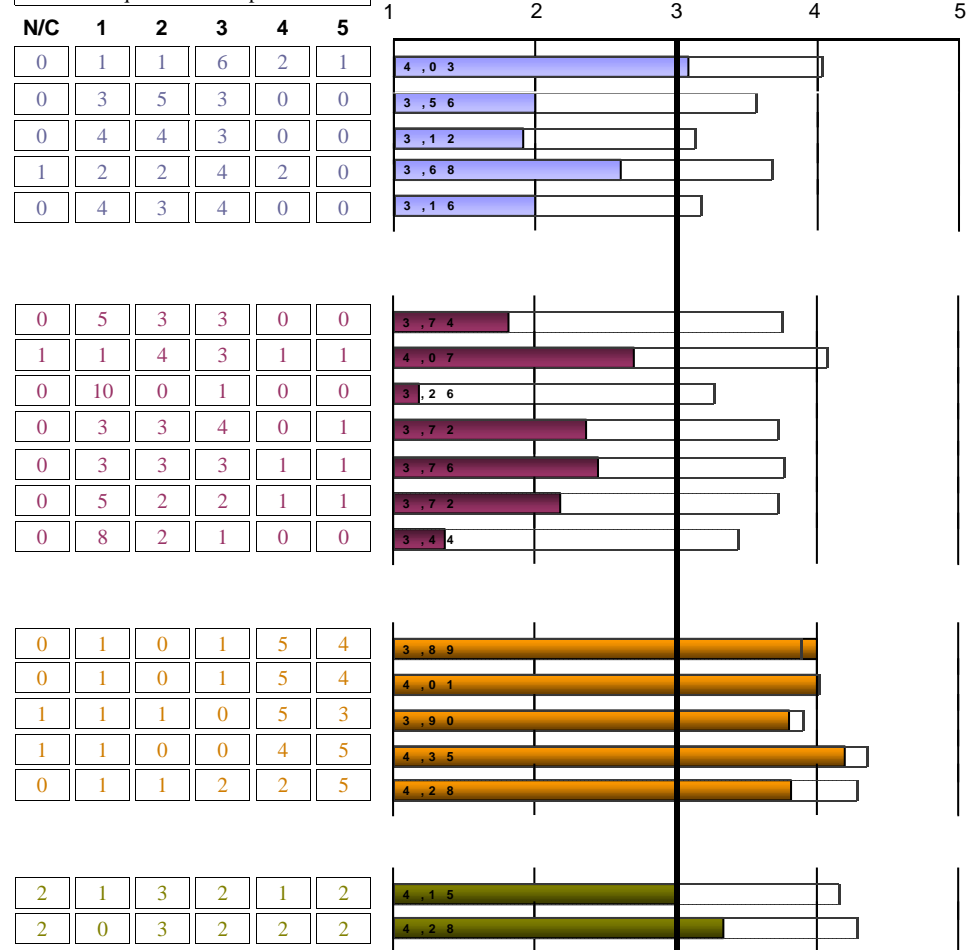 1 2 3 4 5
N/C 1 2 3 4 5
0 1 1 6 2 1 4,03
0 3 5 3 0 0 3,56
0 4 4 3 0 0 3,12
1 2 2 4 2 0 3,68
0 4 3 4 0 0 3,16
0 5 3 3 0 0 3,74
1 1 4 3 1 1 4,07
0 10 0 1 0 0 3,26
0 3 3 4 0 1 3,72
0 3 3 3 1 1 3,76
0 5 2 2 1 1 3,72
0 8 2 1 0 0 3,44
0 1 0 1 5 4 3,89
0 1 0 1 5 4 4,01
1 1 1 0 5 3 3,90
1 1 0 0 4 5 4,35
0 1 1 2 2 5 4,28
2 1 3 2 1 2 4,15
2 0 3 2 2 2 4,28